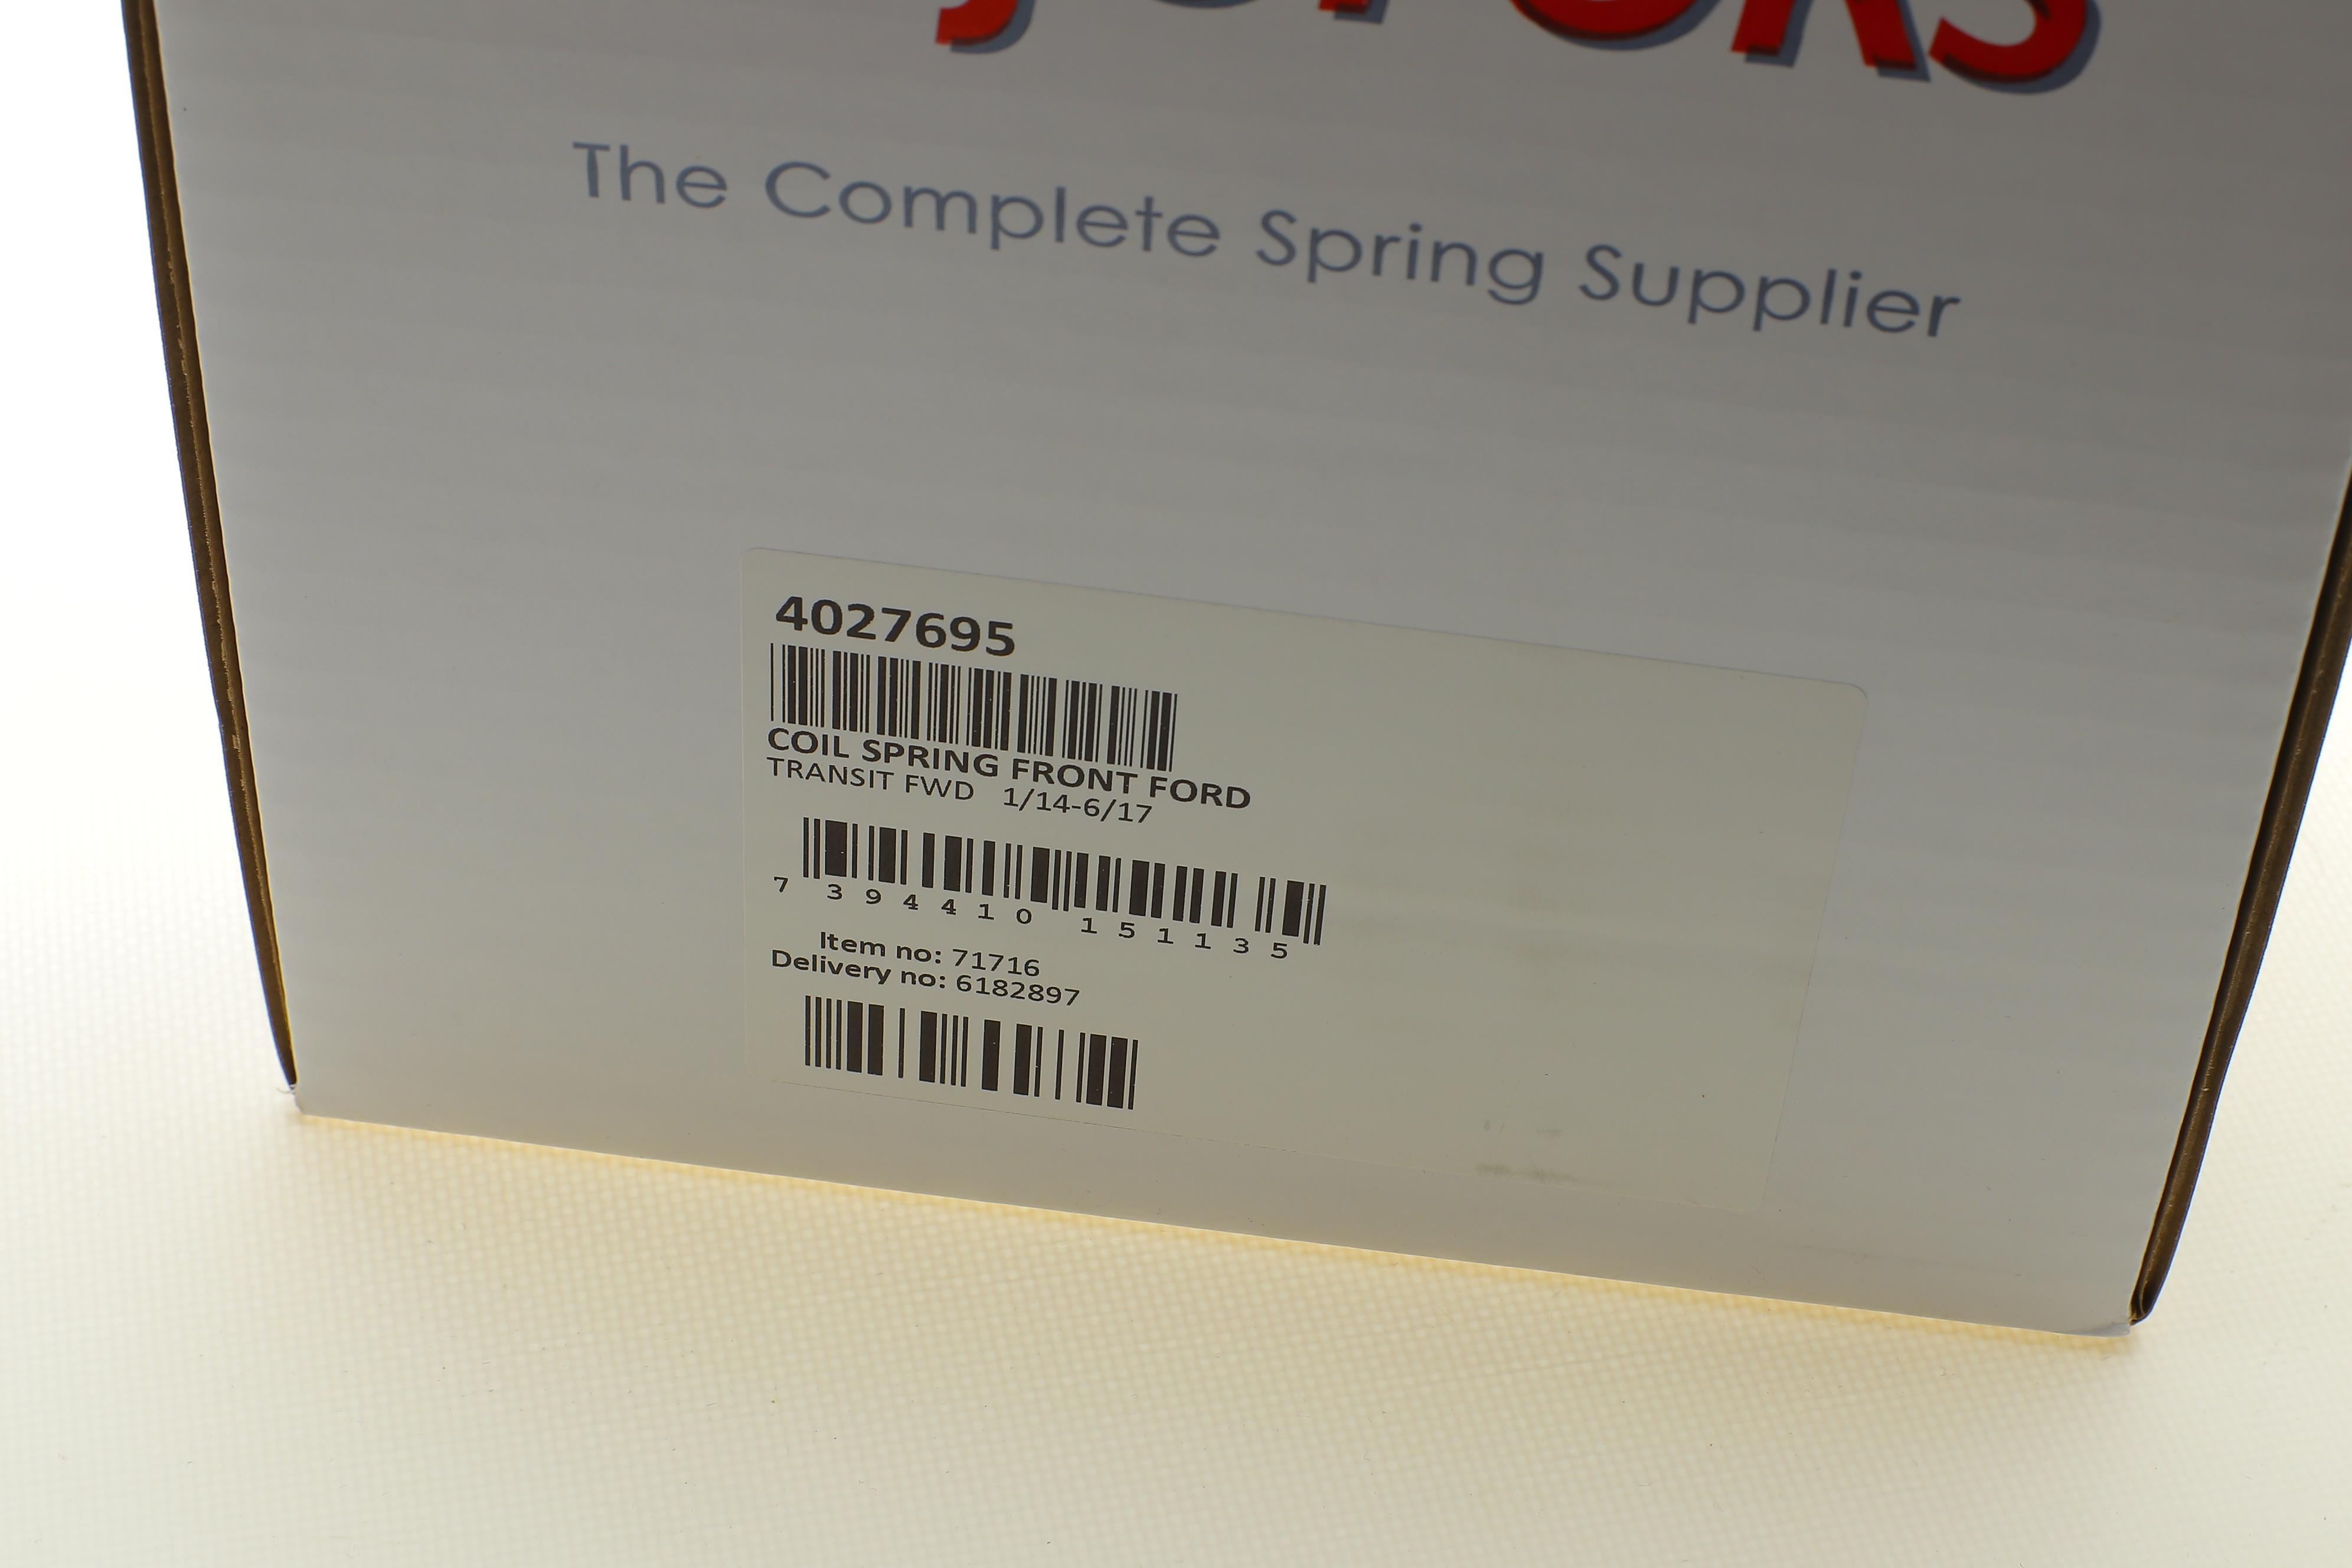 The Complete Spring Supplier
4027695
COIL SPRING FRONT FORD
TRANSIT FWD 1/14-6/17
7 394410 151135
Item no: 71716
Delivery no: 6182897